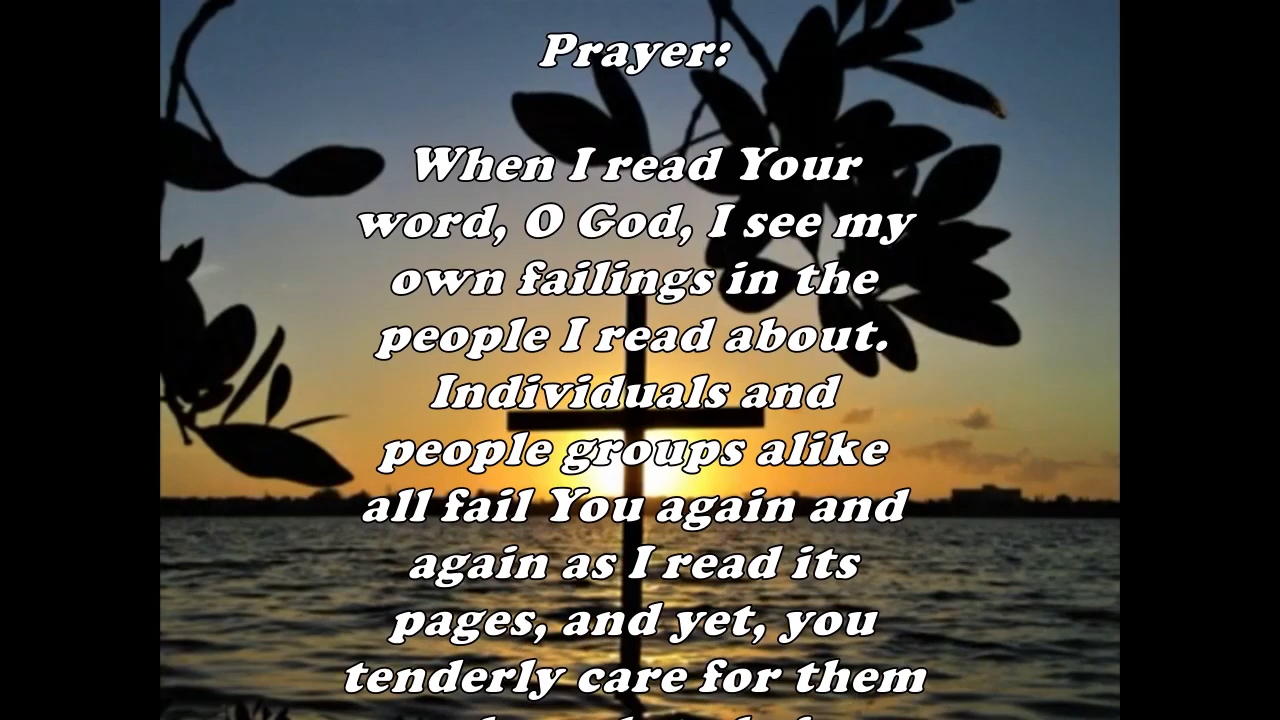 Prayer:
When I read Your
word, O God, I see my
own failings in the
people I read about.
Individuals and
people groups alike
all fail You again and
again as I read its
pages, and yet, you
tenderly care for them